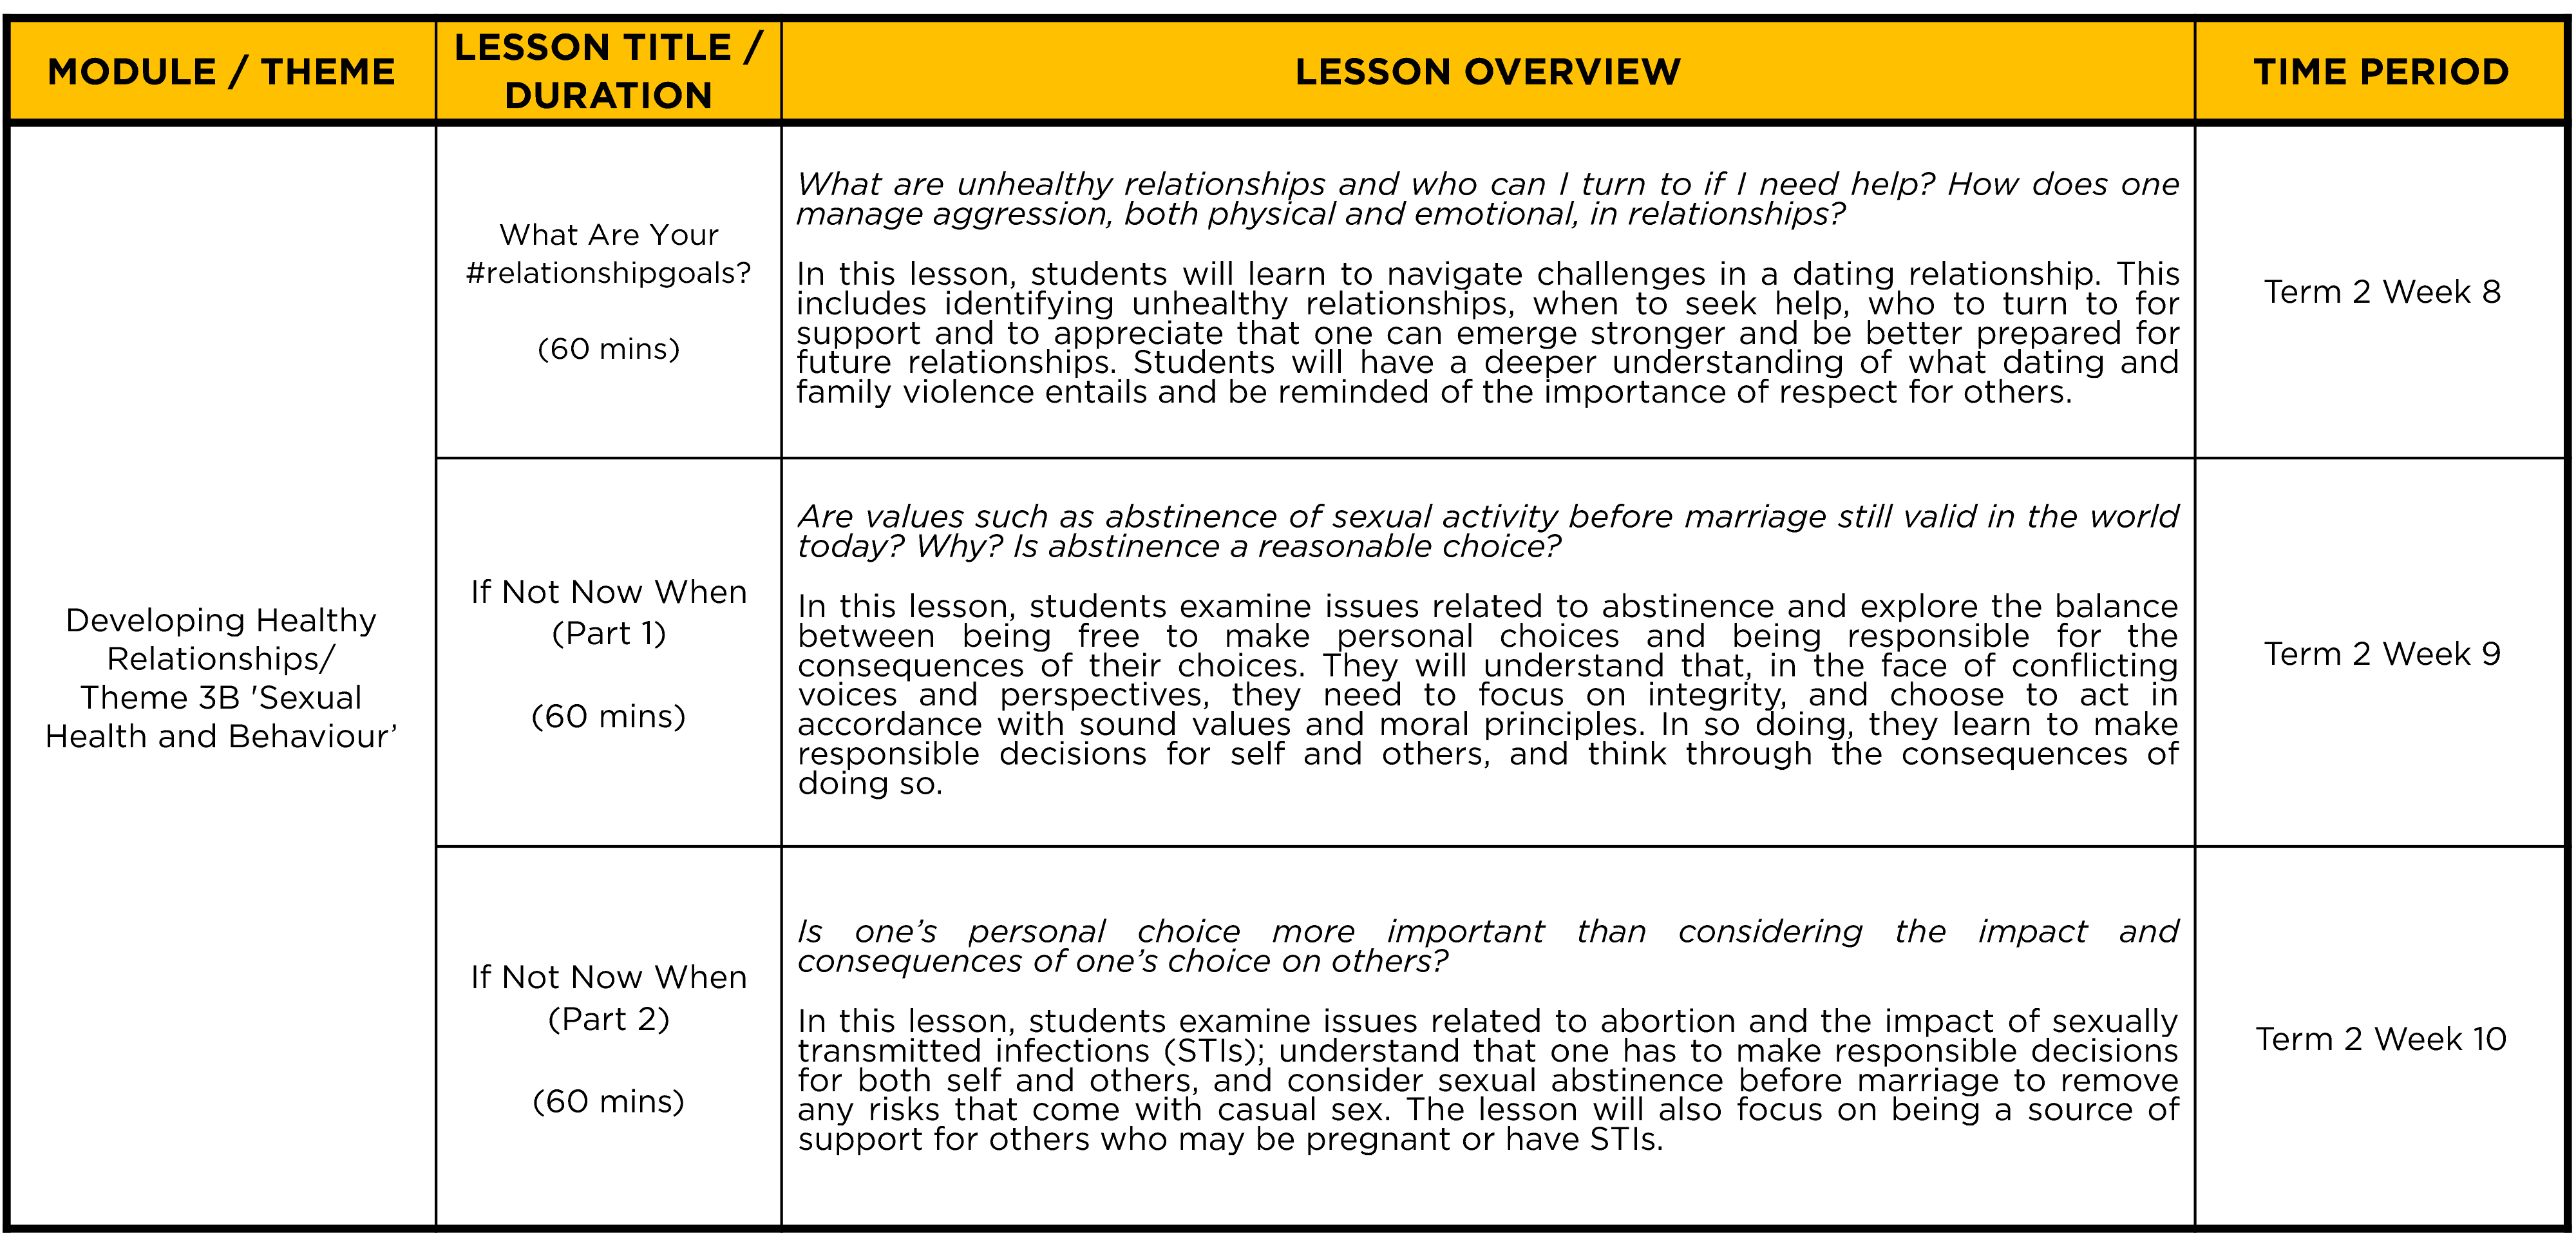 MODULE / THEME
LESSON TITLE /
DURATION
LESSON OVERVIEW
TIME PERIOD
Developing Healthy
Relationships/
Theme 3B 'Sexual
Health and Behaviour’
What Are Your
#relationshipgoals?
(60 mins)
What are unhealthy relationships and who can I turn to if I need help? How does one
manage aggression, both physical and emotional, in relationships?
In this lesson, students will learn to navigate challenges in a dating relationship. This
includes identifying unhealthy relationships, when to seek help, who to turn to for
support and to appreciate that one can emerge stronger and be better prepared for
future relationships. Students will have a deeper understanding of what dating and
family violence entails and be reminded of the importance of respect for others.
Term 2 Week 8
If Not Now When
(Part 1)
(60 mins)
Are values such as abstinence of sexual activity before marriage still valid in the world
today? Why? Is abstinence a reasonable choice?
In this lesson, students examine issues related to abstinence and explore the balance
between being free to make personal choices and being responsible for the
consequences of their choices. They will understand that, in the face of conflicting
voices and perspectives, they need to focus on integrity, and choose to act in
accordance with sound values and moral principles. In so doing, they learn to make
responsible decisions for self and others, and think through the consequences of
doing so.
Term 2 Week 9
If Not Now When
(Part 2)
(60 mins)
Is one’s personal choice more important than considering the impact and
consequences of one’s choice on others?
In this lesson, students examine issues related to abortion and the impact of sexually
transmitted infections (STIs); understand that one has to make responsible decisions
for both self and others, and consider sexual abstinence before marriage to remove
any risks that come with casual sex. The lesson will also focus on being a source of
support for others who may be pregnant or have STIs.
Term 2 Week 10